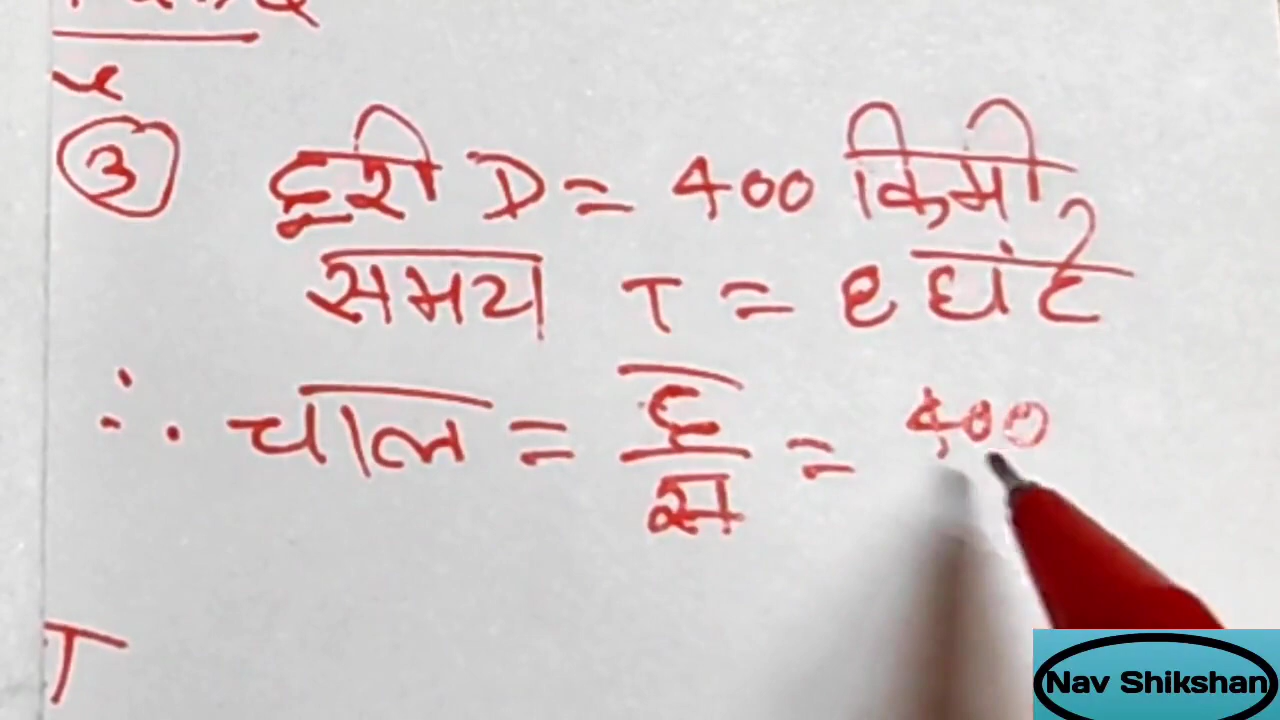 ③ दूरी D = 400 किमी
समय T = 8 घंटे
∴ चाल = दू/स = 400
T
Nav Shikshan